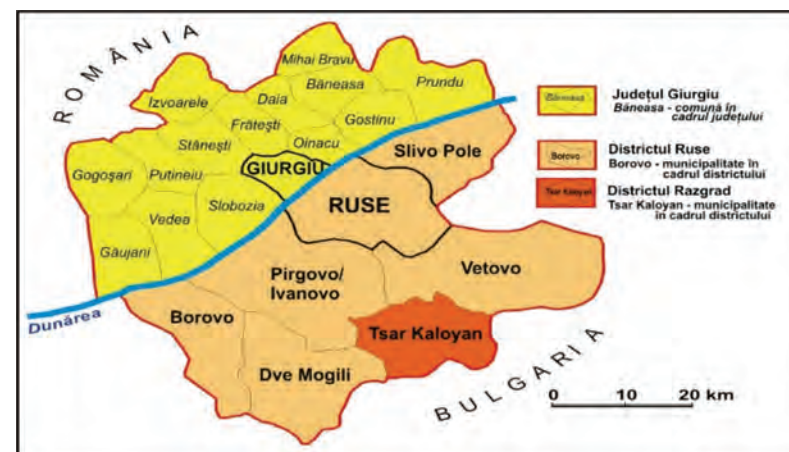 ROMÂNIA
Mihai Bravu
Băneasa
Prundu
Izvoarele
Daia
Gostinu
Frătești
Oinacu
Stănești
Slivo Pole
GIURGIU
Gogoșari
Putineiu
RUSE
Slobozia
Vedea
Găujani
Pirgovo/
Ivanovo
Vetovo
Dunărea
Borovo
Tsar Kaloyan
Dve Mogili
BULGARIA
0 10 20 km
Băneasa
Județul Giurgiu
Băneasa - comună în
cadrul județului
Borovo
Districtul Ruse
Borovo - municipalitate în
cadrul districtului
Tsar Kaloyan
Districtul Razgrad
Tsar Kaloyan - municipalitate
în cadrul districtului